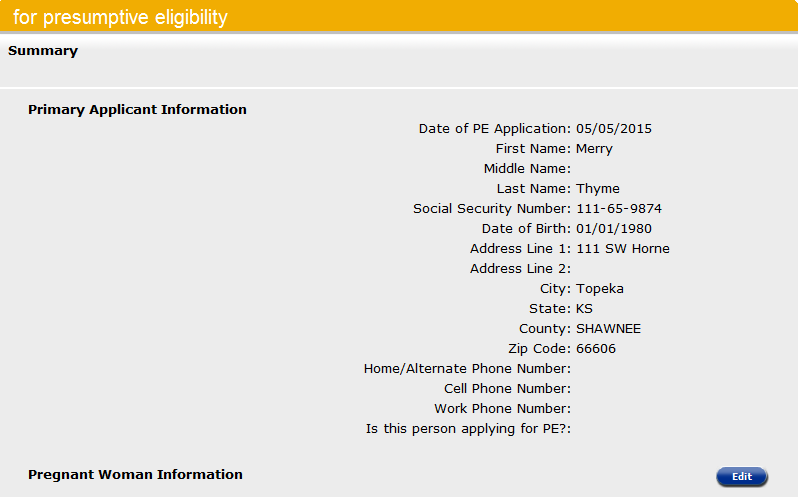 for presumptive eligibility
Summary
Primary Applicant Information
Date of PE Application: 05/05/2015
First Name: Merry
Middle Name:
Last Name: Thyme
Social Security Number: 111-65-9874
Date of Birth: 01/01/1980
Address Line 1: 111 SW Horne
Address Line 2:
City: Topeka
State: KS
County: SHAWNEE
Zip Code: 66606
Home/Alternate Phone Number:
Cell Phone Number:
Work Phone Number:
Is this person applying for PE?:
Pregnant Woman Information Edit